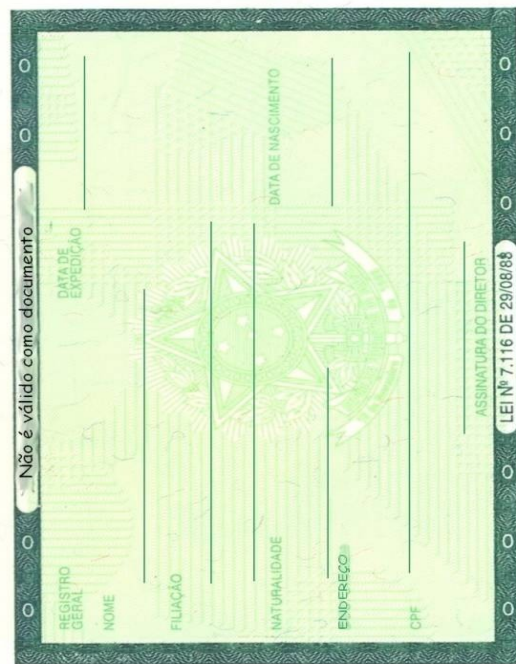 Não é válido como documento
REGISTRO
GERAL
DATA DE
EXPEDIÇÃO
NOME
FILIAÇÃO
NATURALIDADE
DATA DE NASCIMENTO
ENDEREÇO
CPF
ASSINATURA DO DIRETOR
LEI Nº 7.116 DE 29/08/83